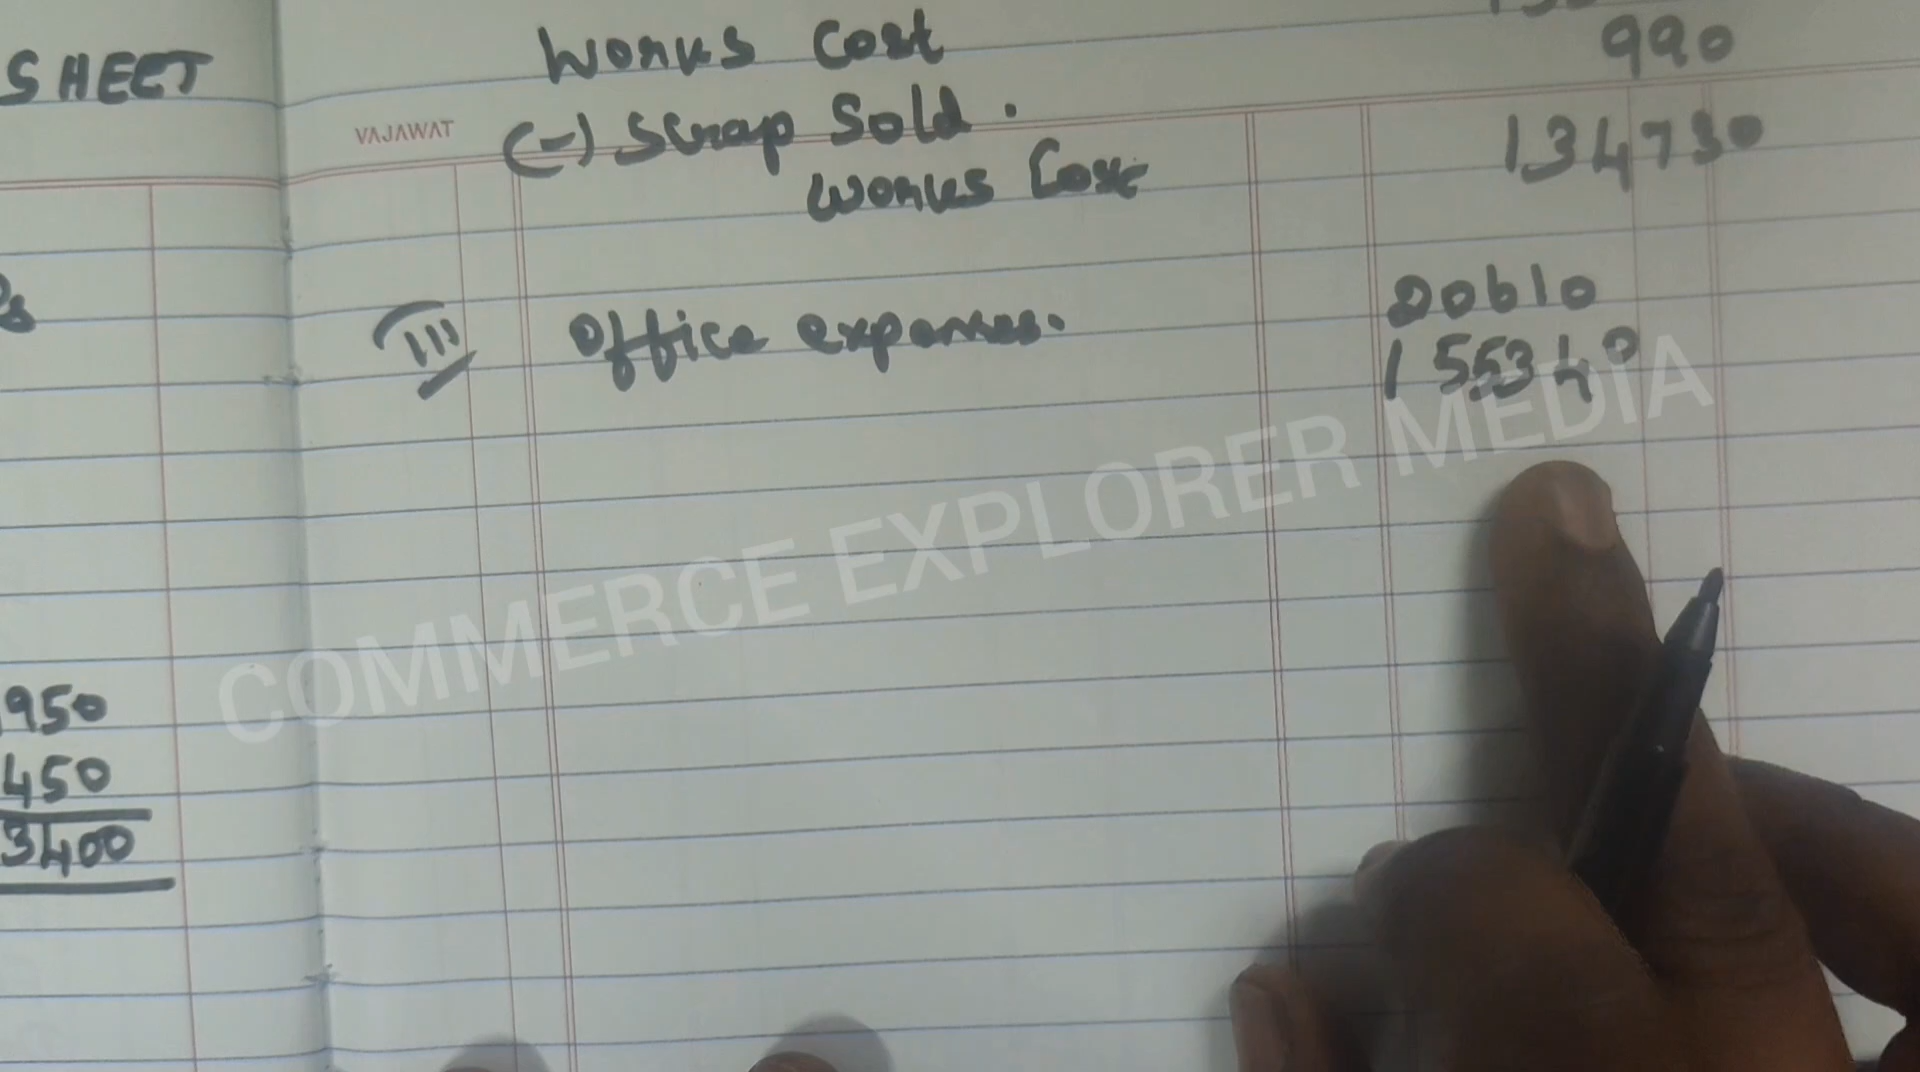 SHEET
950
450
3400
Works Cost
990
VAJAWAT
(-) Scrap Sold.
134730
Works Cost
III Office expenses. 20610
155340
COMMERCE EXPLORER MEDIA